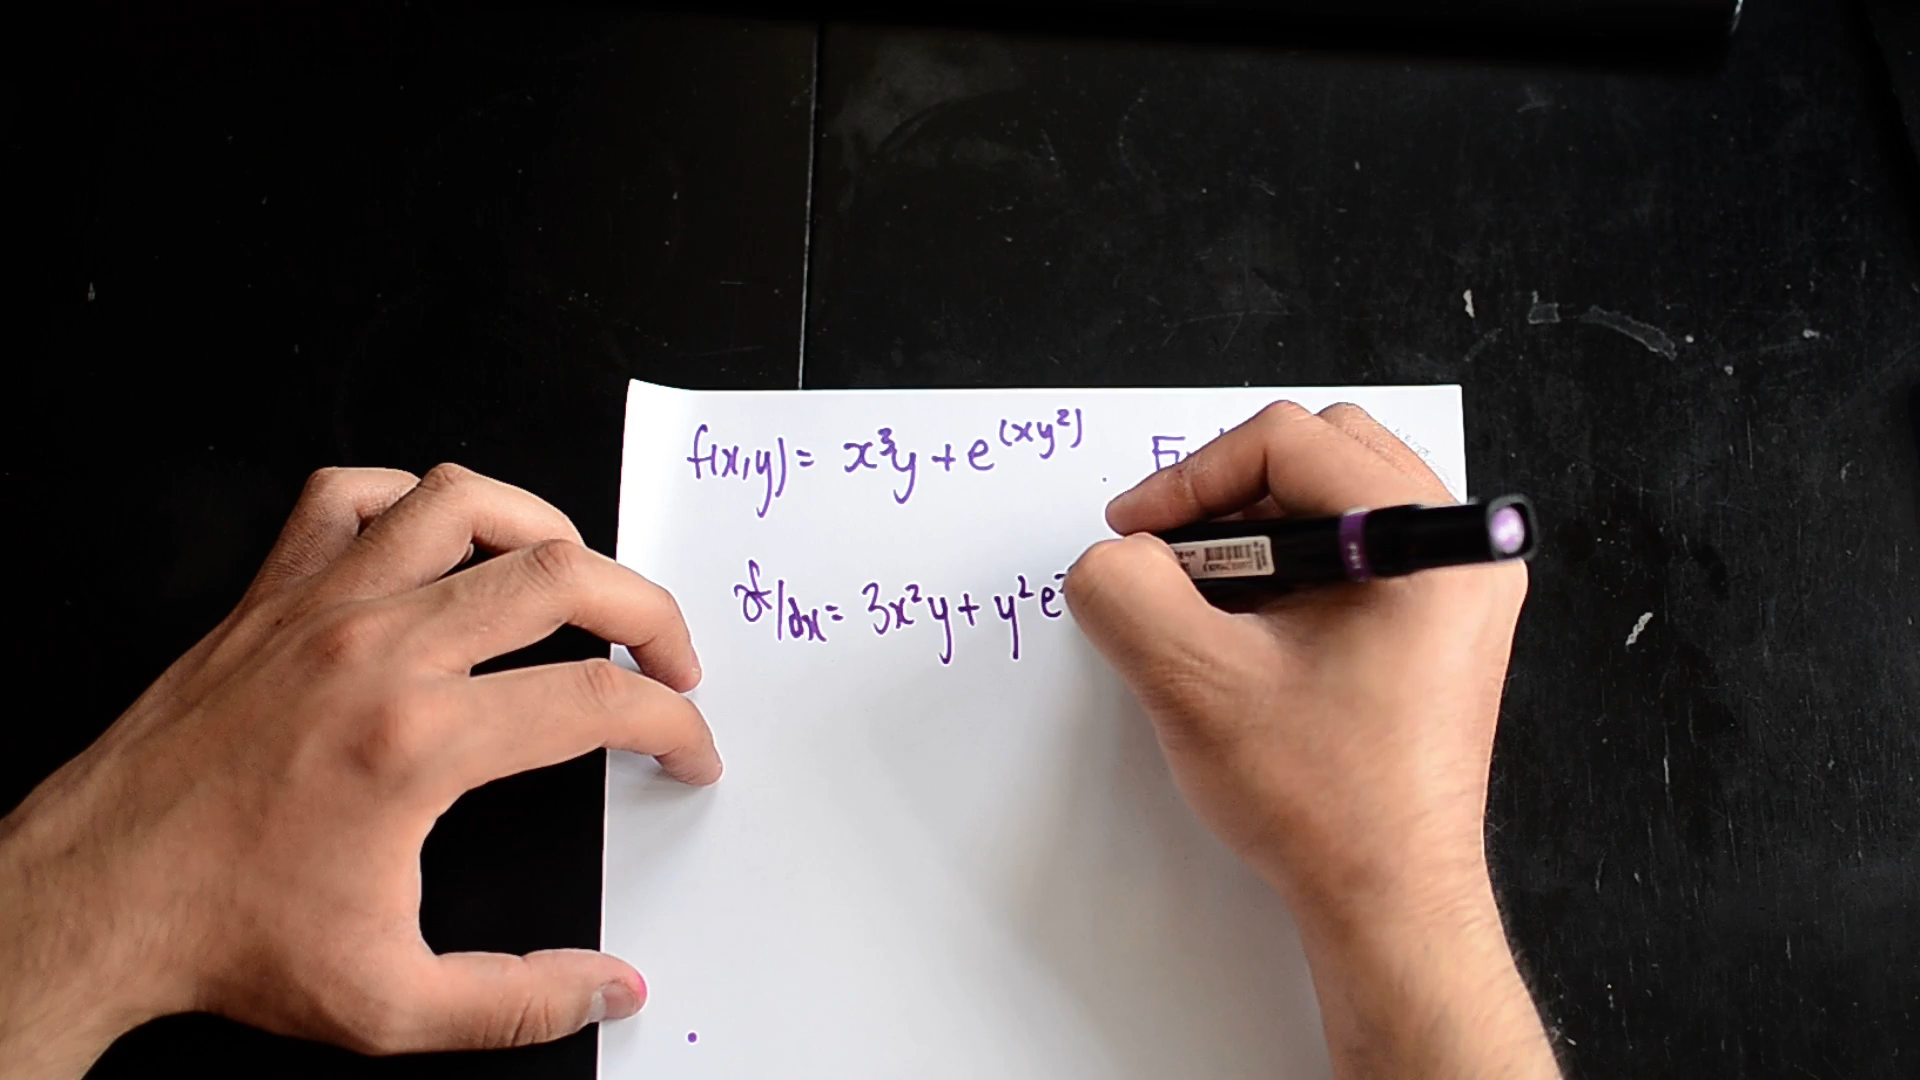 f(x,y) = x³y + e^(xy²)
∂f/∂x = 3x²y + y²e